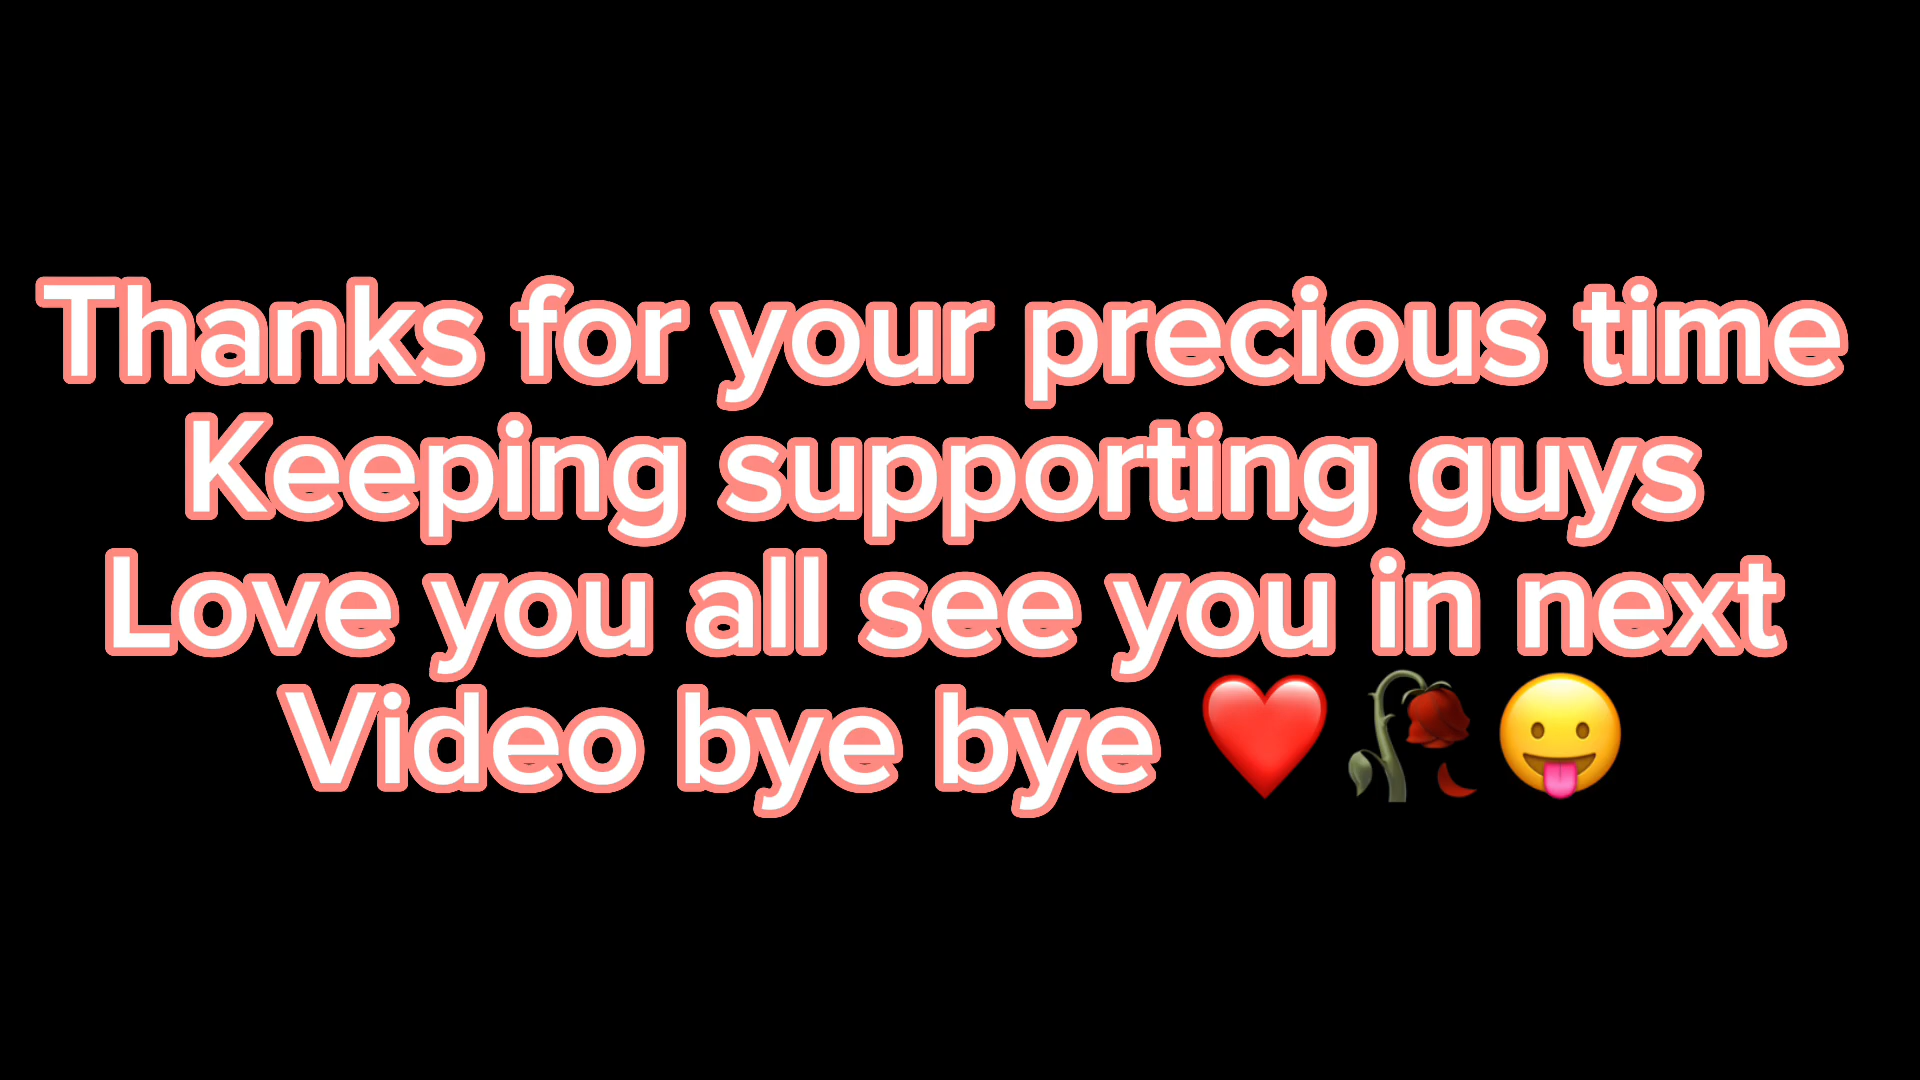 Thanks for your precious time
Keeping supporting guys
Love you all see you in next
Video bye bye ❤️🥀😛